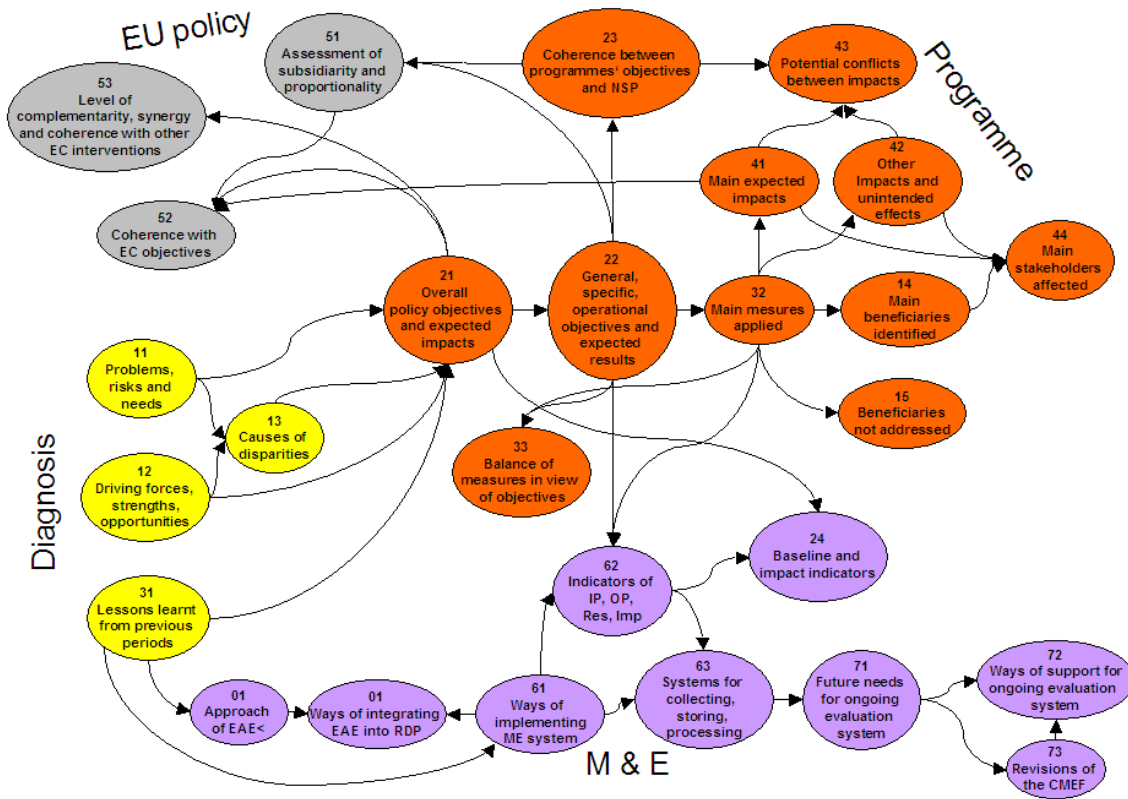 EU policy
51
Assessment of
subsidiarity and
proportionality
23
Coherence between
programmes' objectives
and NSP
43
Potential conflicts
between impacts
Programme
53
Level of
complementarity, synergy
and coherence with other
EC interventions
41
Main expected
impacts
42
Other
Impacts and
unintended
effects
52
Coherence with
EC objectives
44
Main
stakeholders
affected
21
Overall
policy objectives
and expected
impacts
22
General,
specific,
operational
objectives and
expected
results
32
Main mesures
applied
14
Main
beneficiaries
identified
11
Problems,
risks and
needs
13
Causes of
disparities
15
Beneficiaries
not addressed
Diagnosis
12
Driving forces,
strengths,
opportunities
33
Balance of
measures in view
of objectives
24
Baseline and
impact indicators
62
Indicators of
IP, OP,
Res, Imp
31
Lessons learnt
from previous
periods
01
Approach
of EAE<
01
Ways of integrating
EAE into RDP
61
Ways of
implementing
ME system
63
Systems for
collecting,
storing,
processing
71
Future needs
for ongoing
evaluation
system
72
Ways of support for
ongoing evaluation
system
73
Revisions of
the CMEF
M & E